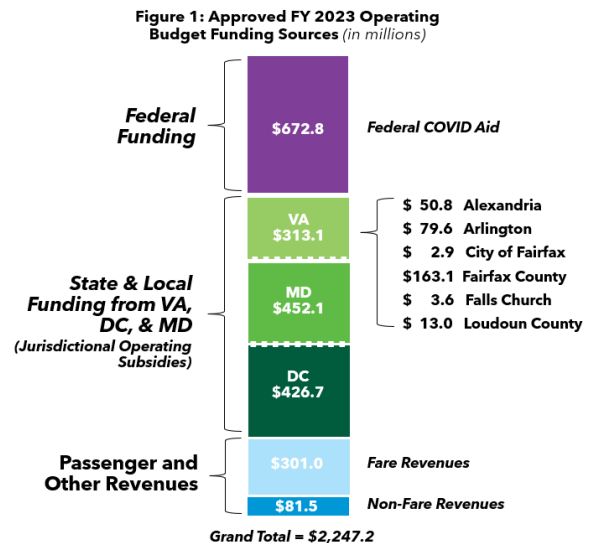 Figure 1: Approved FY 2023 Operating
Budget Funding Sources (in millions)
Federal
Funding
$672.8
Federal COVID Aid
State & Local
Funding from VA,
DC, & MD
(Jurisdictional Operating
Subsidies)
VA
$313.1
$ 50.8 Alexandria
$ 79.6 Arlington
$ 2.9 City of Fairfax
$163.1 Fairfax County
$ 3.6 Falls Church
$ 13.0 Loudoun County
MD
$452.1
DC
$426.7
Passenger and
Other Revenues
$301.0
Fare Revenues
$81.5
Non-Fare Revenues
Grand Total = $2,247.2